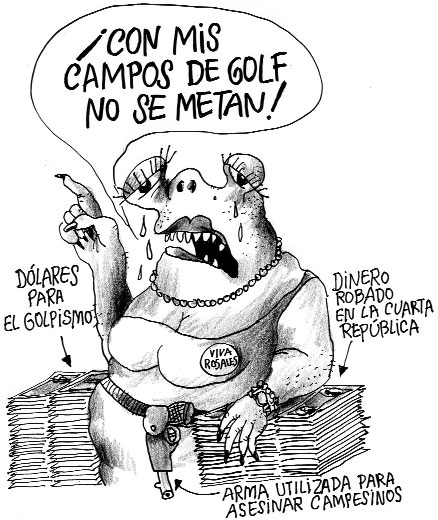 ¡CON MIS
CAMPOS DE GOLF
NO SE METAN!
DÓLARES
PARA
EL GOLPISMO
DINERO
ROBADO
EN LA CUARTA
REPÚBLICA
VIVA
ROSALES
ARMA UTILIZADA PARA
ASESINAR CAMPESINOS